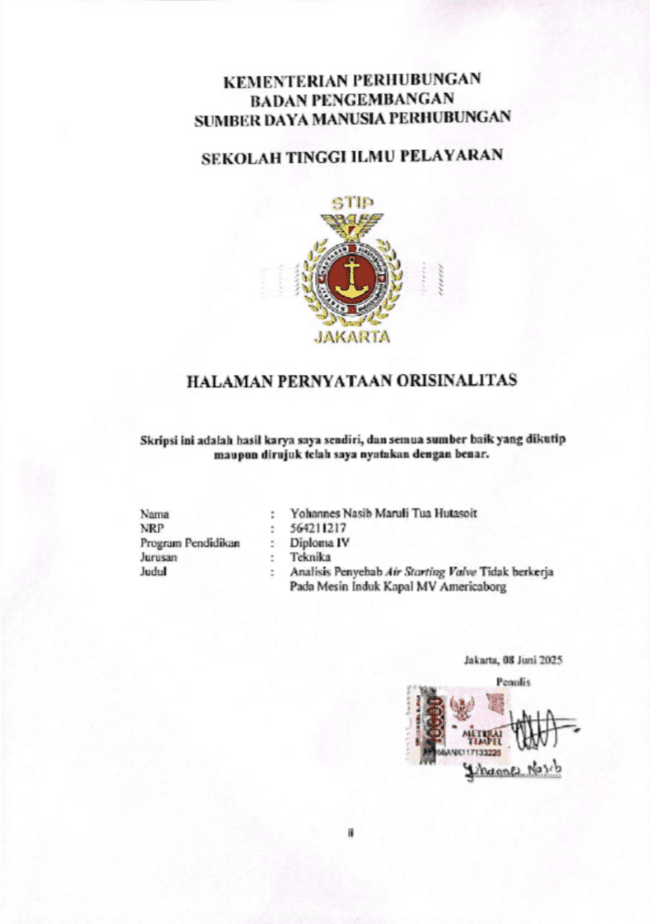 KEMENTERIAN PERHUBUNGAN
BADAN PENGEMBANGAN
SUMBER DAYA MANUSIA PERHUBUNGAN
SEKOLAH TINGGI ILMU PELAYARAN
STIP
JAKARTA
HALAMAN PERNYATAAN ORISINALITAS
Skripsi ini adalah hasil karya saya sendiri, dan semua sumber baik yang dikutip
maupun dirujuk telah saya nyatakan dengan benar.
Nama : Yohannes Nasib Maruli Tua Hutasoit
NRP : 564211217
Program Pendidikan : Diploma IV
Jurusan : Teknika
Judul : Analisis Penyebab Air Starting Valve Tidak berkerja
Pada Mesin Induk Kapal MV Americaborg
Jakarta, 08 Juni 2025
Penulis
10000
METERAI
TEMPEL
Yohannes Nasib
ii